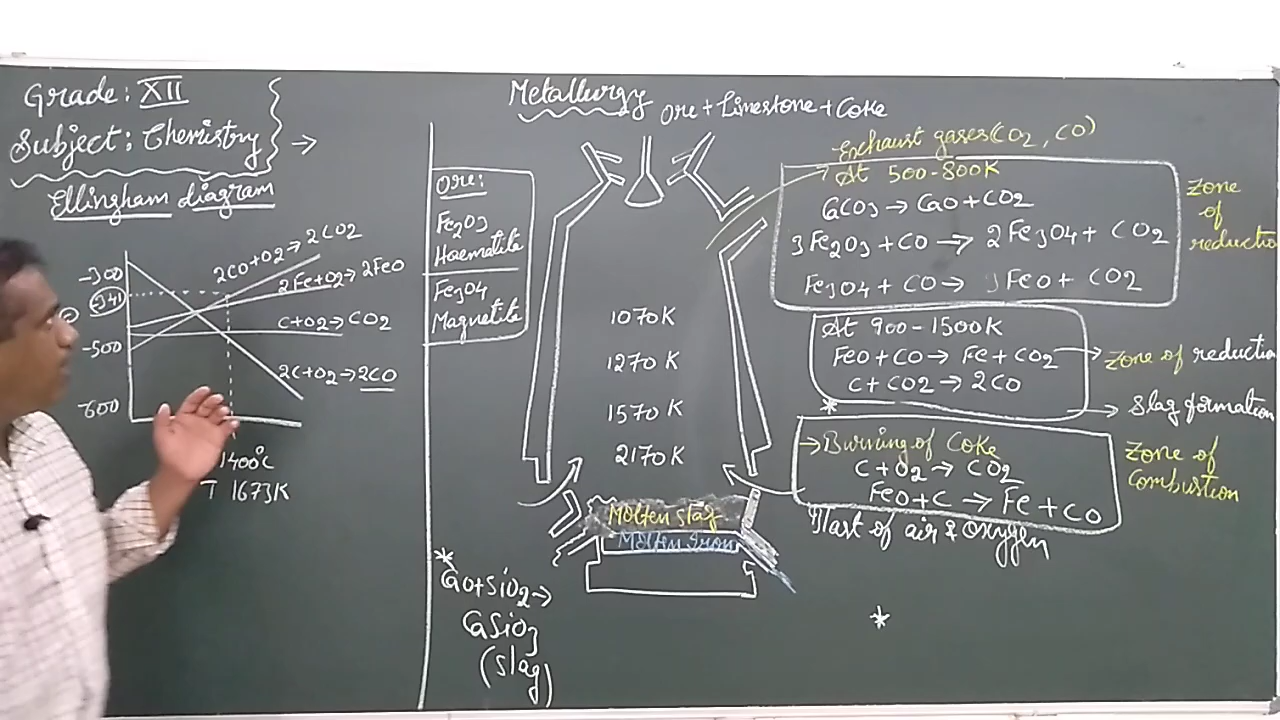 Grade: XII
Subject: Chemistry
Ellingham diagram
-300
-341
-500
600
2CO+O2→2CO2
2Fe+O2→2FeO
C+O2→CO2
2C+O2→2CO
1400°C
T 1673K
Metallurgy
Ore+Limestone+Coke
Ore:
Fe2O3
Haematite
Fe3O4
Magnetite
1070K
1270K
1570K
2170K
Molten slag
Molten Iron
* CaO+SiO2→
CaSiO3
(Slag)
Exhaust gases(CO2, CO)
At 500-800K
CaCO3→CaO+CO2
3Fe2O3+CO→2Fe3O4+CO2
Fe3O4+CO→3FeO+CO2
Zone
of
reduction
At 900-1500K
FeO+CO→Fe+CO2
C+CO2→2CO
→Zone of reduction
*
→Slag formation
→Burning of Coke
C+O2→CO2
FeO+C→Fe+CO
Zone of
Combustion
Blast of air & oxygen
*